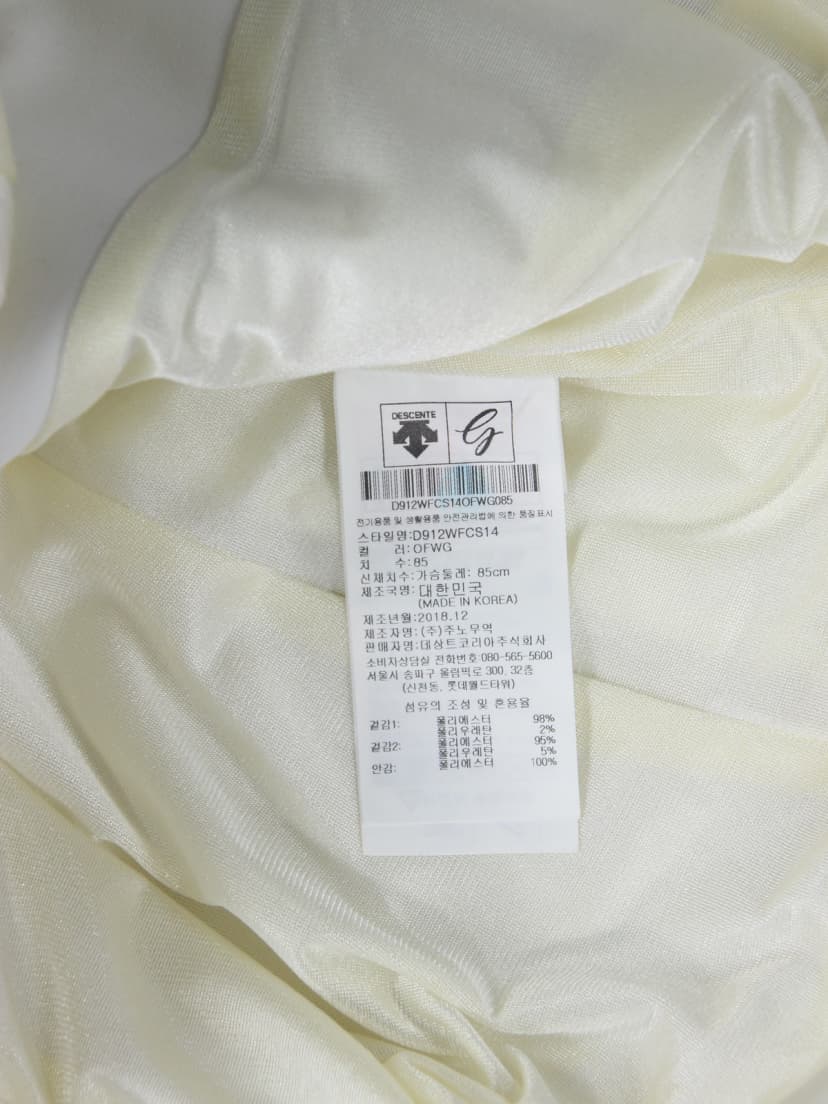 DESCENTE
G
D912WFCS14OFWG085
전기용품 및 생활용품 안전관리법에 의한 품질표시
스타일명:D912WFCS14
컬 러:OFWG
치 수:85
신체치수:가슴둘레: 85cm
제조국명:대한민국
(MADE IN KOREA)
제조년월:2018.12
제조자명:(주)주노무역
판매자명:데상트코리아주식회사
소비자상담실 전화번호:080-565-5600
서울시 송파구 올림픽로 300, 32층
(신천동, 롯데월드타워)
섬유의 조성 및 혼용율
겉감1: 폴리에스터 98%
폴리우레탄 2%
겉감2: 폴리에스터 95%
폴리우레탄 5%
안감: 폴리에스터 100%